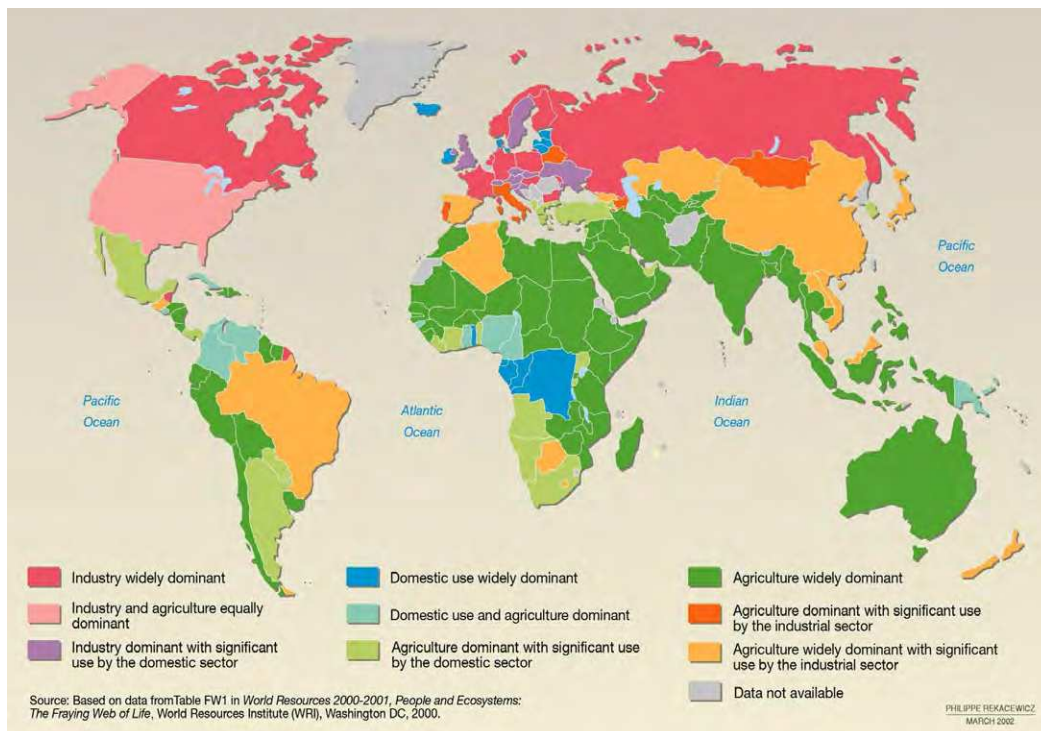 Pacific
Ocean
Pacific
Ocean
Atlantic
Ocean
Indian
Ocean
Industry widely dominant
Industry and agriculture equally
dominant
Industry dominant with significant
use by the domestic sector
Domestic use widely dominant
Domestic use and agriculture dominant
Agriculture dominant with significant use
by the domestic sector
Agriculture widely dominant
Agriculture dominant with significant use
by the industrial sector
Agriculture widely dominant with significant
use by the industrial sector
Data not available
Source: Based on data fromTable FW1 in World Resources 2000-2001, People and Ecosystems:
The Fraying Web of Life, World Resources Institute (WRI), Washington DC, 2000.
PHILIPPE REKACEWICZ
MARCH 2002